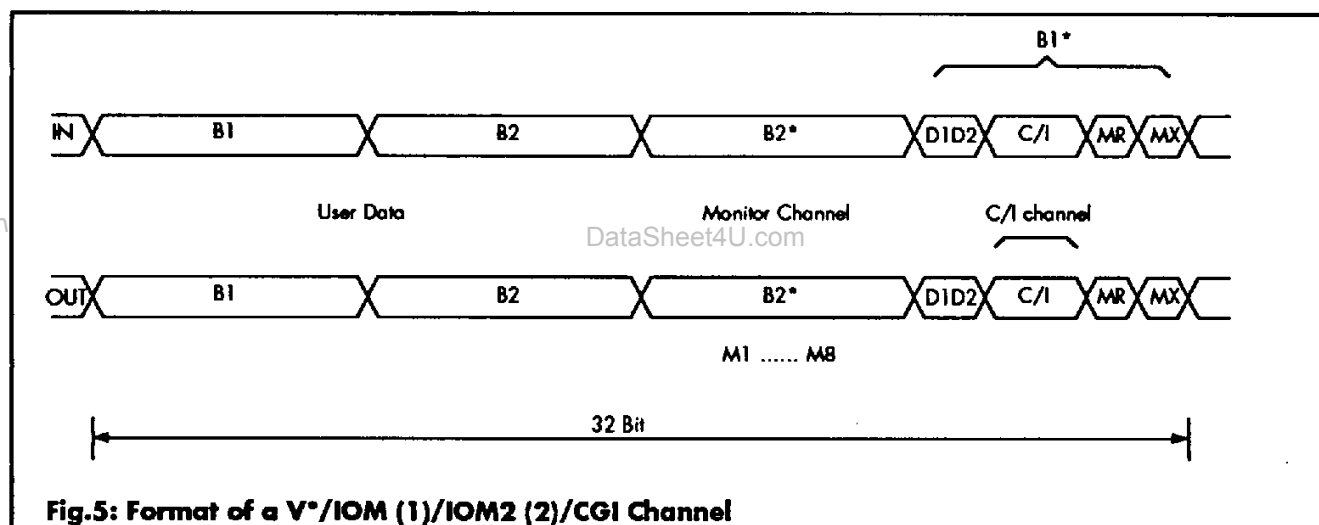 B1*
IN B1 B2 B2* D1D2 C/I MR MX
User Data Monitor Channel C/I channel
DataSheet4U.com
OUT B1 B2 B2* D1D2 C/I MR MX
M1 ...... M8
32 Bit
Fig.5: Format of a V*/IOM (1)/IOM2 (2)/CGI Channel